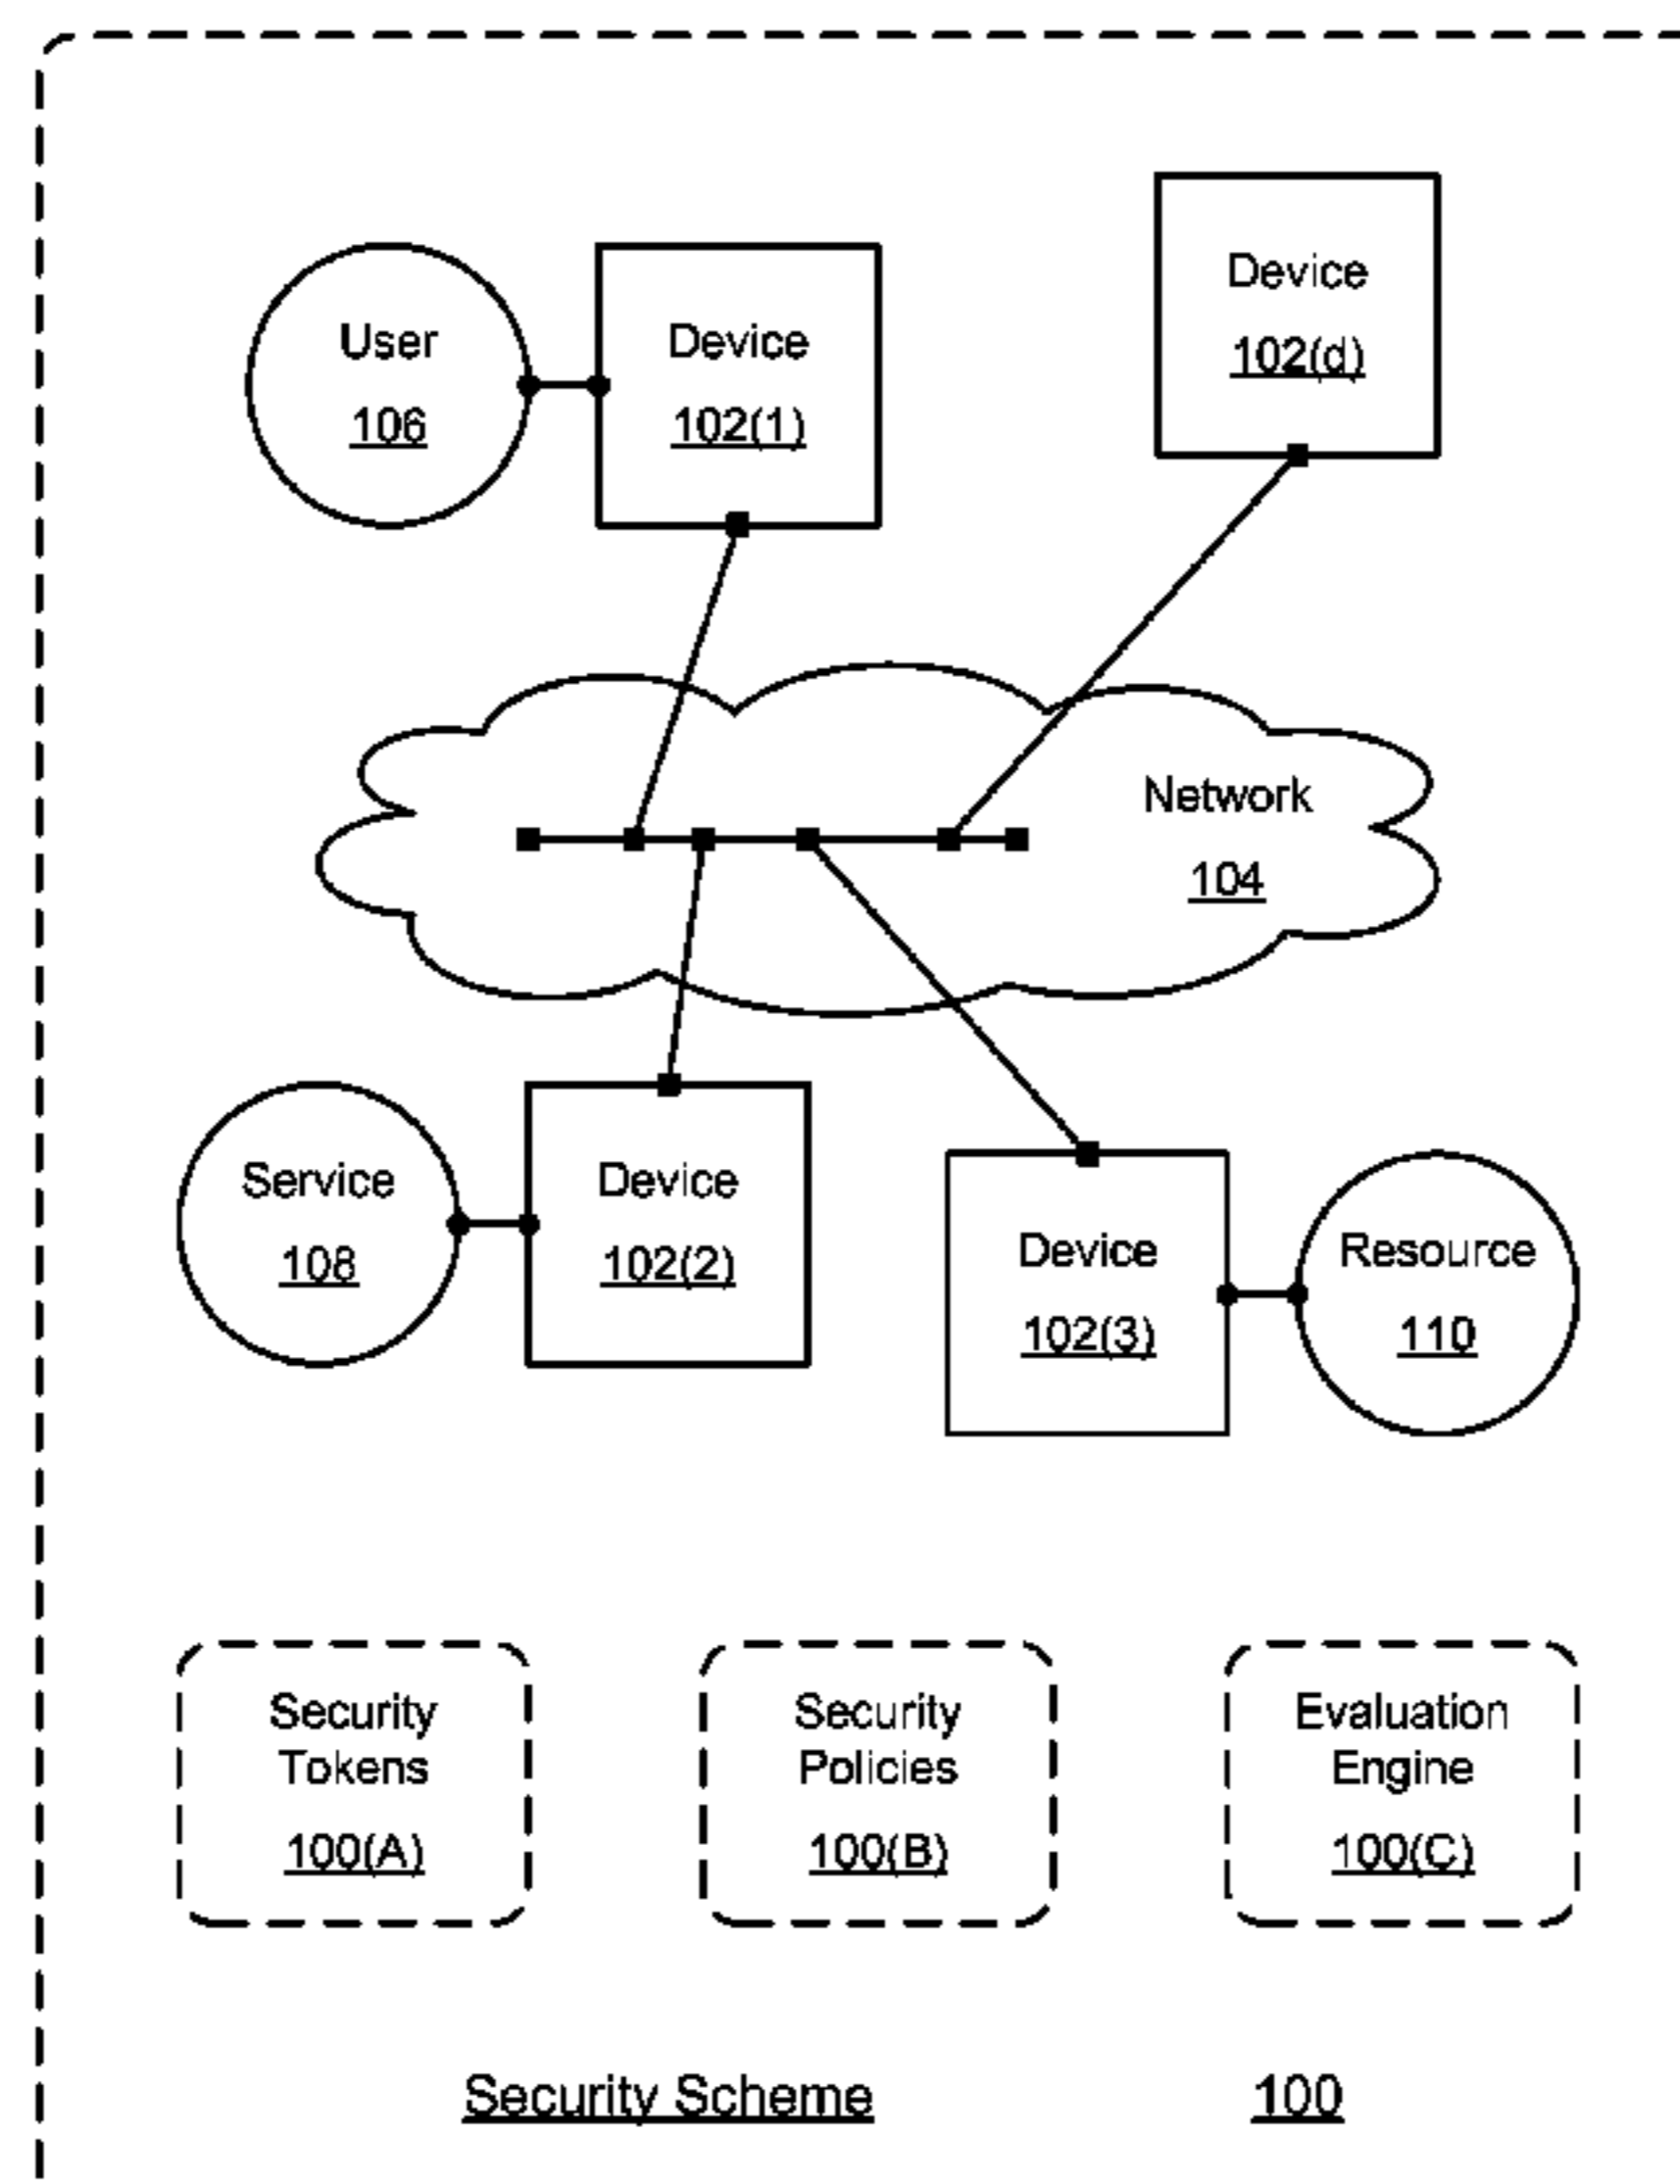 User
106
Device
102(1)
Device
102(d)
Network
104
Service
108
Device
102(2)
Device
102(3)
Resource
110
Security
Tokens
100(A)
Security
Policies
100(B)
Evaluation
Engine
100(C)
Security Scheme 100